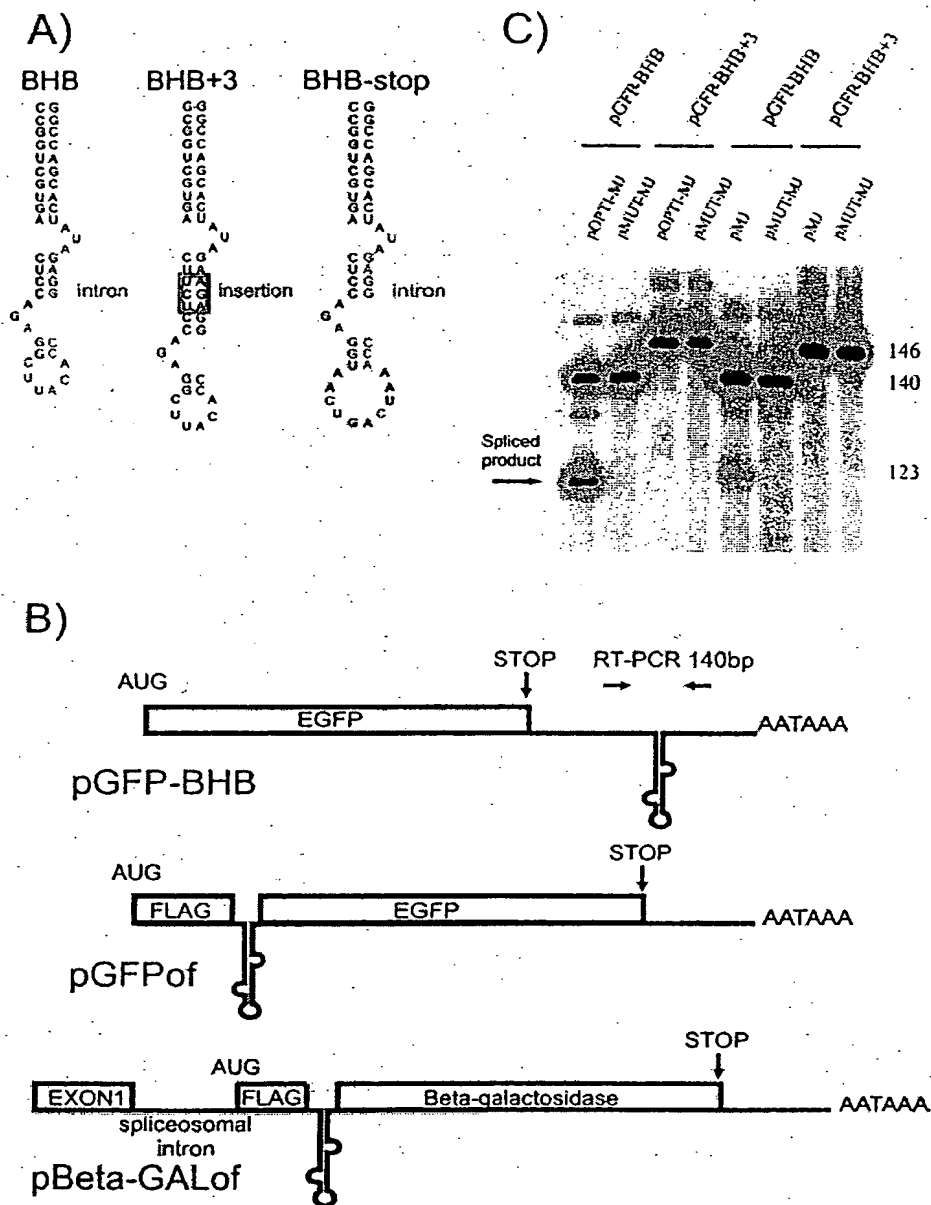 A)
BHB
BHB+3
BHB-stop
intron
insertion
intron
C)
pGFP-BHB
pGFP-BHB+3
pGFP-BHB
pGFP-BHB+3
pOPTI-MJ
pMUT-MJ
pOPTI-MJ
pMUT-MJ
pMJ
pMUT-MJ
pMJ
pMUT-MJ
146
140
123
Spliced
product
B)
STOP
RT-PCR 140bp
AUG
EGFP
AATAAA
pGFP-BHB
STOP
AUG
FLAG
EGFP
AATAAA
pGFPof
STOP
AUG
EXON1
FLAG
Beta-galactosidase
AATAAA
spliceosomal
intron
pBeta-GALof